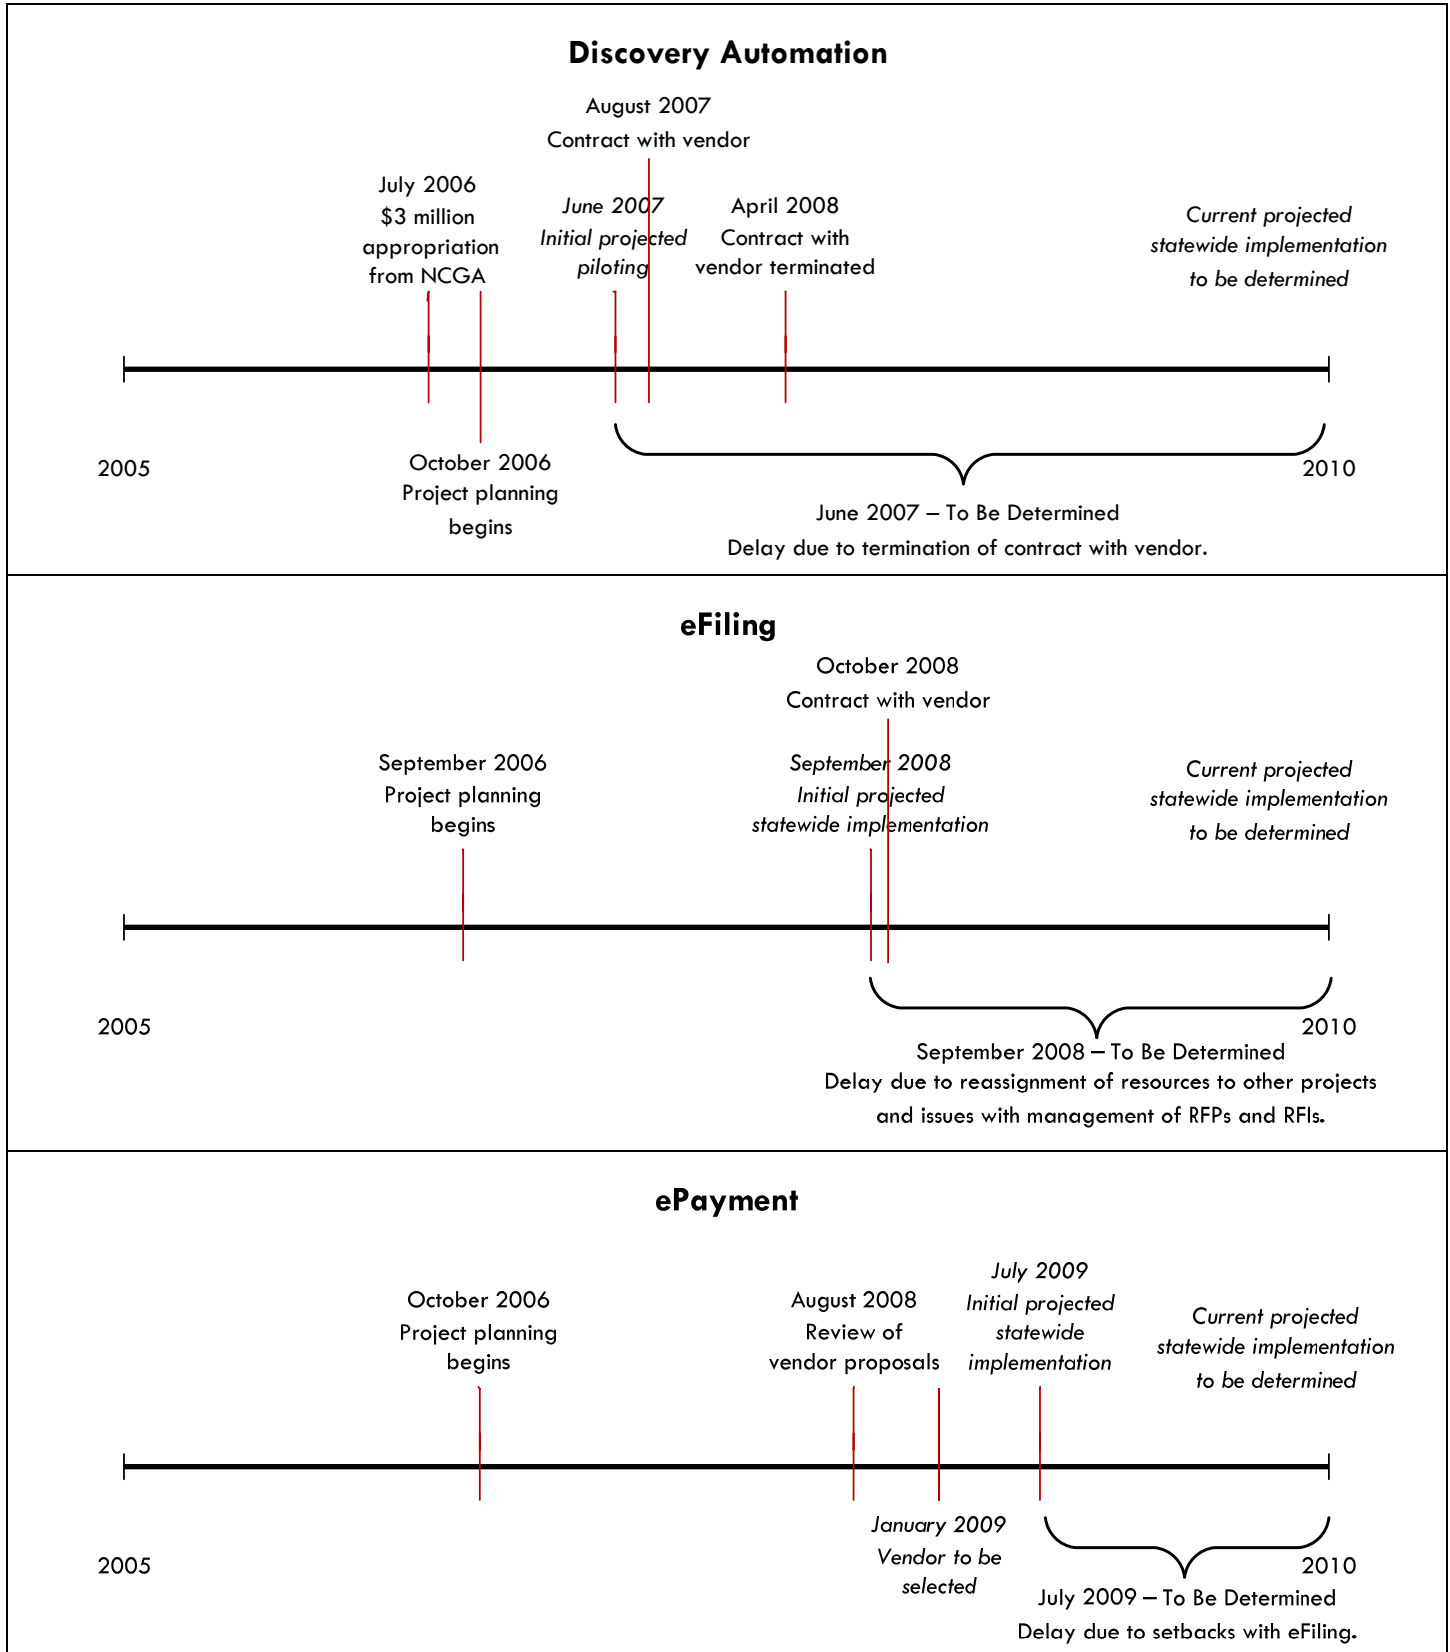 Discovery Automation
August 2007
Contract with vendor
July 2006
$3 million
appropriation
from NCGA
June 2007
Initial projected
piloting
April 2008
Contract with
vendor terminated
Current projected
statewide implementation
to be determined
2005
October 2006
Project planning
begins
2010
June 2007 – To Be Determined
Delay due to termination of contract with vendor.
eFiling
October 2008
Contract with vendor
September 2006
Project planning
begins
September 2008
Initial projected
statewide implementation
Current projected
statewide implementation
to be determined
2005
2010
September 2008 – To Be Determined
Delay due to reassignment of resources to other projects
and issues with management of RFPs and RFIs.
ePayment
October 2006
Project planning
begins
August 2008
Review of
vendor proposals
July 2009
Initial projected
statewide
implementation
Current projected
statewide implementation
to be determined
2005
January 2009
Vendor to be
selected
2010
July 2009 – To Be Determined
Delay due to setbacks with eFiling.